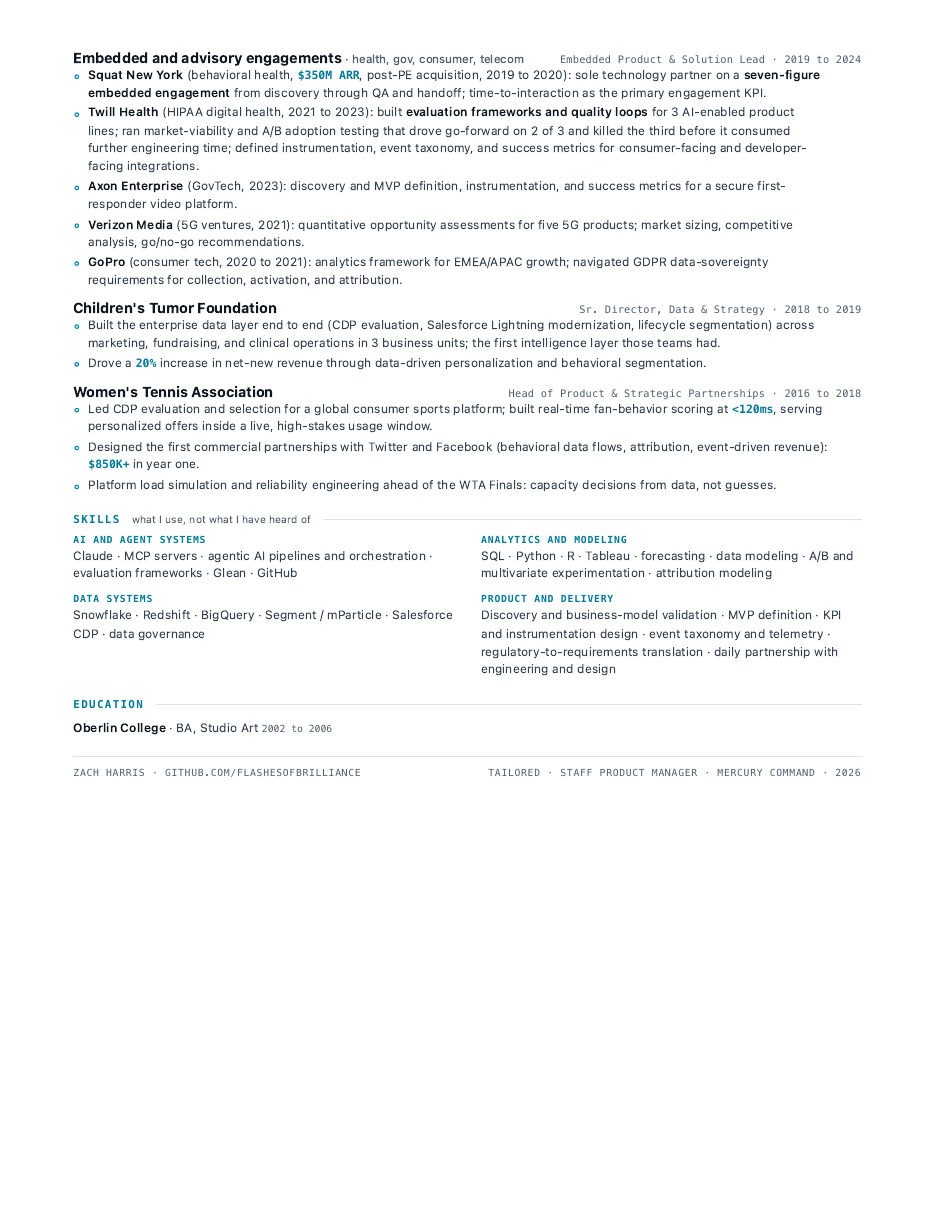 Embedded and advisory engagements · health, gov, consumer, telecom Embedded Product & Solution Lead · 2019 to 2024
Squat New York (behavioral health, $350M ARR, post-PE acquisition, 2019 to 2020): sole technology partner on a seven-figure
embedded engagement from discovery through QA and handoff; time-to-interaction as the primary engagement KPI.
Twill Health (HIPAA digital health, 2021 to 2023): built evaluation frameworks and quality loops for 3 AI-enabled product
lines; ran market-viability and A/B adoption testing that drove go-forward on 2 of 3 and killed the third before it consumed
further engineering time; defined instrumentation, event taxonomy, and success metrics for consumer-facing and developer-
facing integrations.
Axon Enterprise (GovTech, 2023): discovery and MVP definition, instrumentation, and success metrics for a secure first-
responder video platform.
Verizon Media (5G ventures, 2021): quantitative opportunity assessments for five 5G products; market sizing, competitive
analysis, go/no-go recommendations.
GoPro (consumer tech, 2020 to 2021): analytics framework for EMEA/APAC growth; navigated GDPR data-sovereignty
requirements for collection, activation, and attribution.
Children's Tumor Foundation Sr. Director, Data & Strategy · 2018 to 2019
Built the enterprise data layer end to end (CDP evaluation, Salesforce Lightning modernization, lifecycle segmentation) across
marketing, fundraising, and clinical operations in 3 business units; the first intelligence layer those teams had.
Drove a 20% increase in net-new revenue through data-driven personalization and behavioral segmentation.
Women's Tennis Association Head of Product & Strategic Partnerships · 2016 to 2018
Led CDP evaluation and selection for a global consumer sports platform; built real-time fan-behavior scoring at <120ms, serving
personalized offers inside a live, high-stakes usage window.
Designed the first commercial partnerships with Twitter and Facebook (behavioral data flows, attribution, event-driven revenue):
$850K+ in year one.
Platform load simulation and reliability engineering ahead of the WTA Finals: capacity decisions from data, not guesses.
SKILLS what I use, not what I have heard of
AI AND AGENT SYSTEMS
Claude · MCP servers · agentic AI pipelines and orchestration ·
evaluation frameworks · Glean · GitHub
ANALYTICS AND MODELING
SQL · Python · R · Tableau · forecasting · data modeling · A/B and
multivariate experimentation · attribution modeling
DATA SYSTEMS
Snowflake · Redshift · BigQuery · Segment / mParticle · Salesforce
CDP · data governance
PRODUCT AND DELIVERY
Discovery and business-model validation · MVP definition · KPI
and instrumentation design · event taxonomy and telemetry ·
regulatory-to-requirements translation · daily partnership with
engineering and design
EDUCATION
Oberlin College · BA, Studio Art 2002 to 2006
ZACH HARRIS · GITHUB.COM/FLASHESOFBRILLIANCE TAILORED · STAFF PRODUCT MANAGER · MERCURY COMMAND · 2026